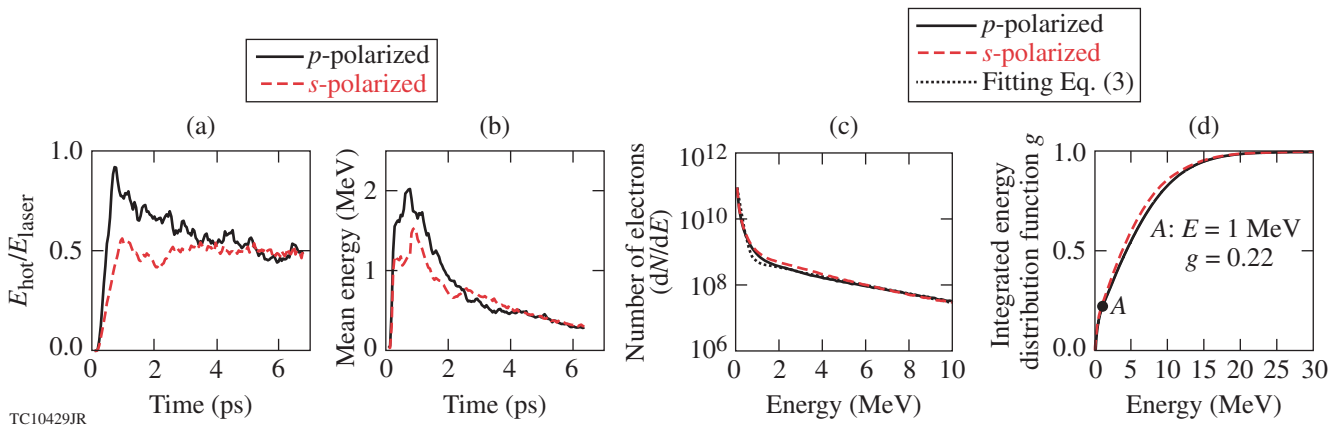 p-polarized
s-polarized
p-polarized
s-polarized
Fitting Eq. (3)
(a)
E_hot/E_laser
1.0
0.5
0.0
0 2 4 6
Time (ps)
(b)
Mean energy (MeV)
2
1
0
0 2 4 6
Time (ps)
(c)
Number of electrons
(dN/dE)
10^12
10^10
10^8
10^6
0 2 4 6 8 10
Energy (MeV)
(d)
Integrated energy
distribution function g
1.0
0.5
0.0
A: E = 1 MeV
g = 0.22
A
0 5 10 15 20 25 30
Energy (MeV)
TC10429JR